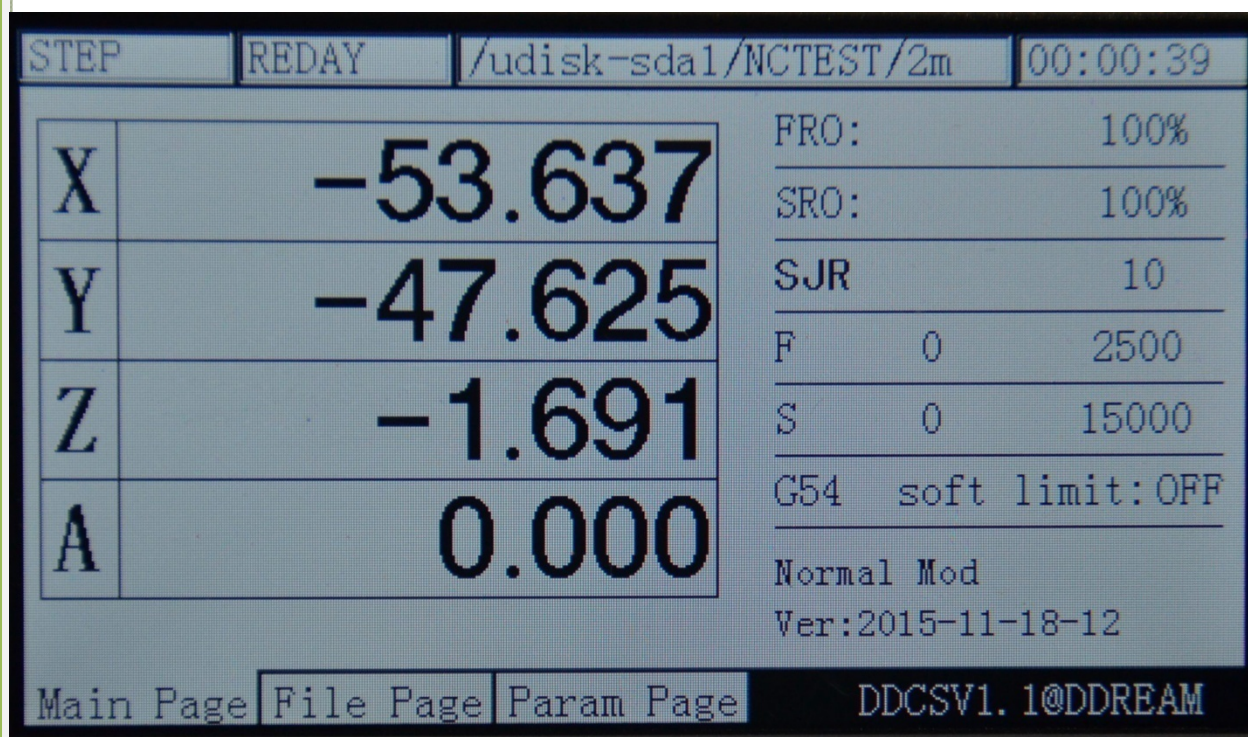 STEP REDAY /udisk-sda1/NCTEST/2m 00:00:39
X -53.637
Y -47.625
Z -1.691
A 0.000
FRO: 100%
SRO: 100%
SJR 10
F 0 2500
S 0 15000
G54 soft limit:OFF
Normal Mod
Ver:2015-11-18-12
Main Page File Page Param Page DDCSV1.1@DDREAM